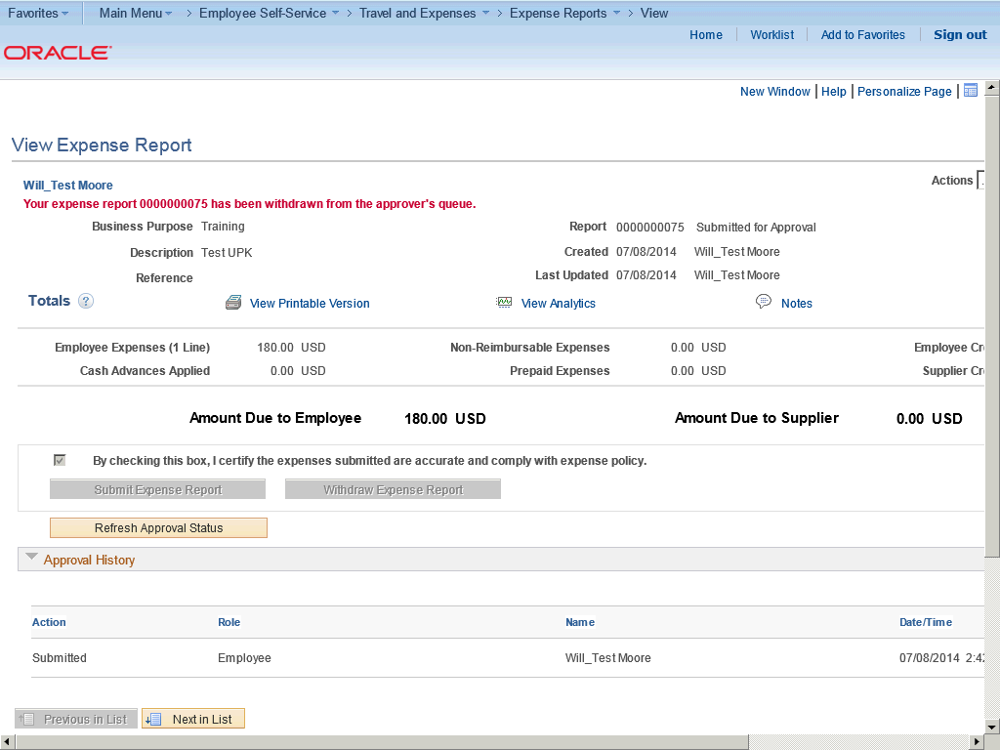 Favorites Main Menu > Employee Self-Service > Travel and Expenses > Expense Reports > View
Home Worklist Add to Favorites Sign out
ORACLE
New Window | Help | Personalize Page |
View Expense Report
Will_Test Moore Actions
Your expense report 0000000075 has been withdrawn from the approver's queue.
Business Purpose Training Report 0000000075 Submitted for Approval
Description Test UPK Created 07/08/2014 Will_Test Moore
Reference Last Updated 07/08/2014 Will_Test Moore
Totals ? View Printable Version View Analytics Notes
Employee Expenses (1 Line) 180.00 USD Non-Reimbursable Expenses 0.00 USD Employee Cr
Cash Advances Applied 0.00 USD Prepaid Expenses 0.00 USD Supplier Cr
Amount Due to Employee 180.00 USD Amount Due to Supplier 0.00 USD
By checking this box, I certify the expenses submitted are accurate and comply with expense policy.
Submit Expense Report Withdraw Expense Report
Refresh Approval Status
Approval History
Action Role Name Date/Time
Submitted Employee Will_Test Moore 07/08/2014 2:42
Previous in List Next in List